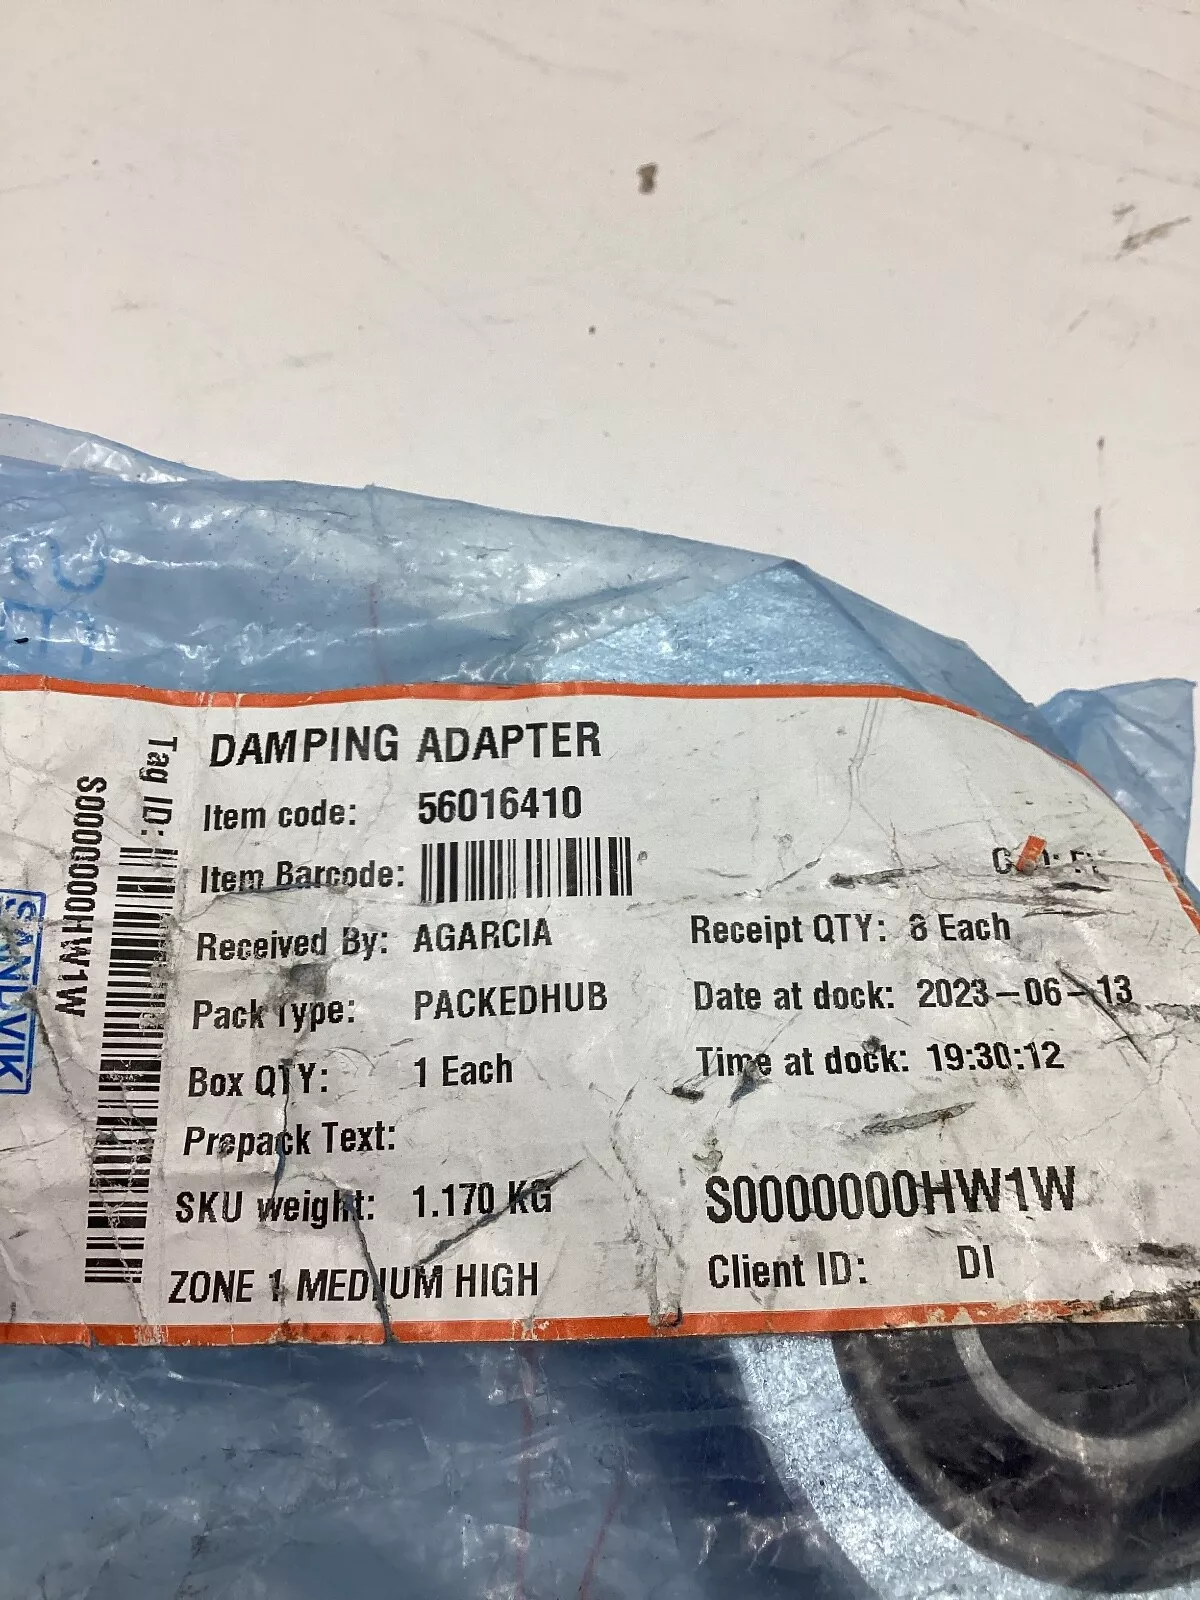 DAMPING ADAPTER
Item code: 56016410
Item Barcode:
Received By: AGARCIA
Receipt QTY: 8 Each
Pack Type: PACKEDHUB
Date at dock: 2023-06-13
Box QTY: 1 Each
Time at dock: 19:30:12
Prepack Text:
SKU weight: 1.170 KG
S0000000HW1W
ZONE 1 MEDIUM HIGH
Client ID: DI
Tag ID:
S0000000HW1W
SANDVIK